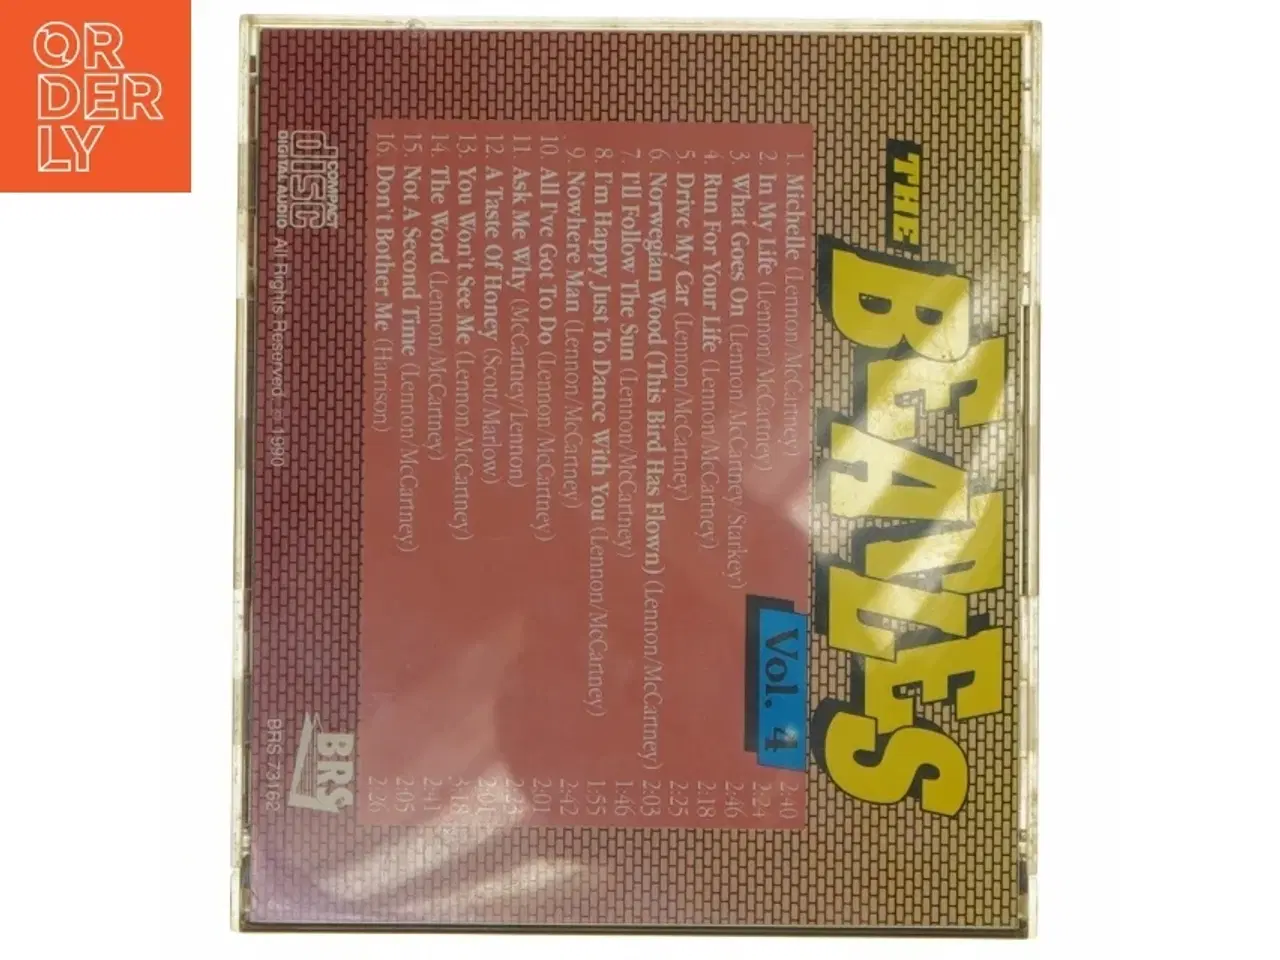 ORDERLY
THE
BEATLES
Vol. 4
1. Michelle (Lennon/McCartney) 2:40
2. In My Life (Lennon/McCartney) 2:24
3. What Goes On (Lennon/McCartney/Starkey) 2:46
4. Run For Your Life (Lennon/McCartney) 2:18
5. Drive My Car (Lennon/McCartney) 2:25
6. Norwegian Wood (This Bird Has Flown) (Lennon/McCartney) 2:03
7. I'll Follow The Sun (Lennon/McCartney) 1:46
8. I'm Happy Just To Dance With You (Lennon/McCartney) 1:55
9. Nowhere Man (Lennon/McCartney) 2:42
10. All I've Got To Do (Lennon/McCartney) 2:01
11. Ask Me Why (McCartney/Lennon)
12. A Taste Of Honey (Scott/Marlow) 2:01
13. You Won't See Me (Lennon/McCartney) 3:18
14. The Word (Lennon/McCartney) 2:41
15. Not A Second Time (Lennon/McCartney) 2:05
16. Don't Bother Me (Harrison) 2:26
COMPACT
disc
DIGITAL AUDIO
BRS
All Rights Reserved 1990
BRS 73162